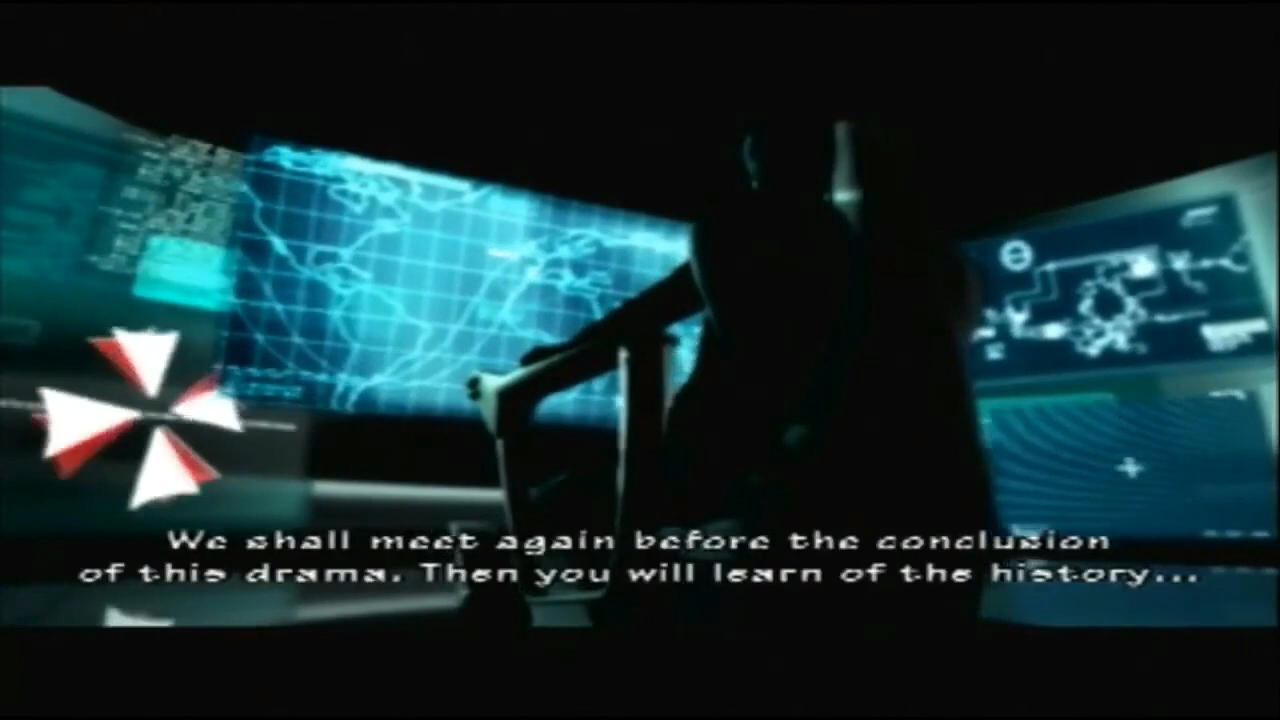 We shall meet again before the conclusion
of this drama. Then you will learn of the history...